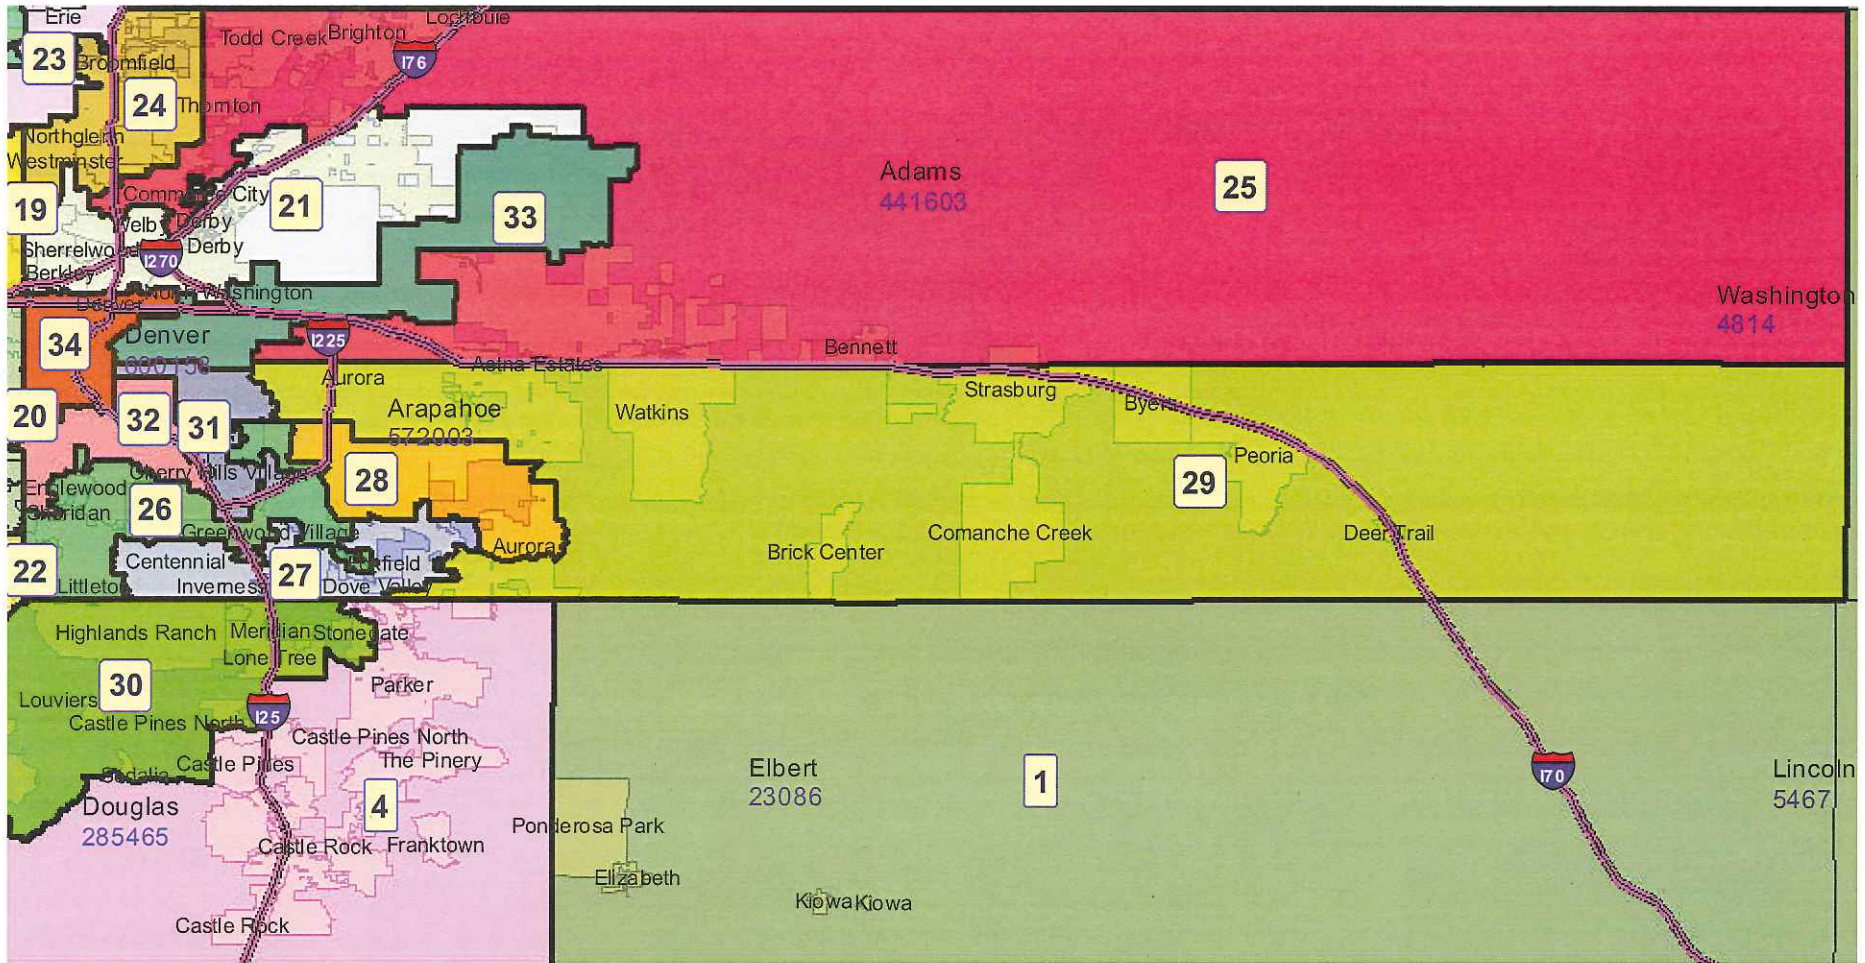 Erie
Lochbuie
Todd Creek
Brighton
23
Broomfield
I76
24
Thornton
Northglenn
Westminster
Adams
441603
25
Commerce City
19
21
33
Welby
Derby
Sherrelwood
Derby
I270
Berkley
North Washington
Denver
Washington
4814
34
Denver
600158
I225
Bennett
Aetna Estates
Aurora
Strasburg
20
32
31
Arapahoe
572003
Watkins
Byers
Cherry Hills Village
28
Peoria
29
Englewood
Sheridan
26
Greenwood Village
Comanche Creek
Deer Trail
Aurora
Brick Center
22
Centennial
27
Littleton
Inverness
Dove Valley
Highlands Ranch
Meridian
Stonegate
Lone Tree
30
Parker
Louviers
I25
Castle Pines North
Castle Pines North
The Pinery
Sedalia
Castle Pines
Elbert
23086
1
I70
Lincoln
5467
Douglas
285465
4
Ponderosa Park
Castle Rock
Franktown
Elizabeth
Kiowa
Kiowa
Castle Rock